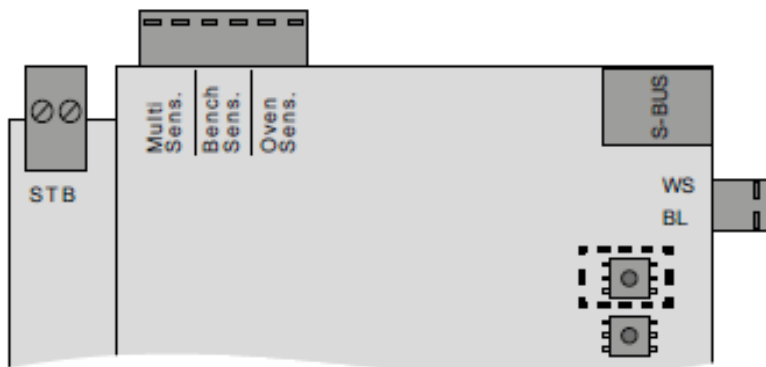 Multi
Sens.
Bench
Sens.
Oven
Sens.
S-BUS
STB
WS
BL